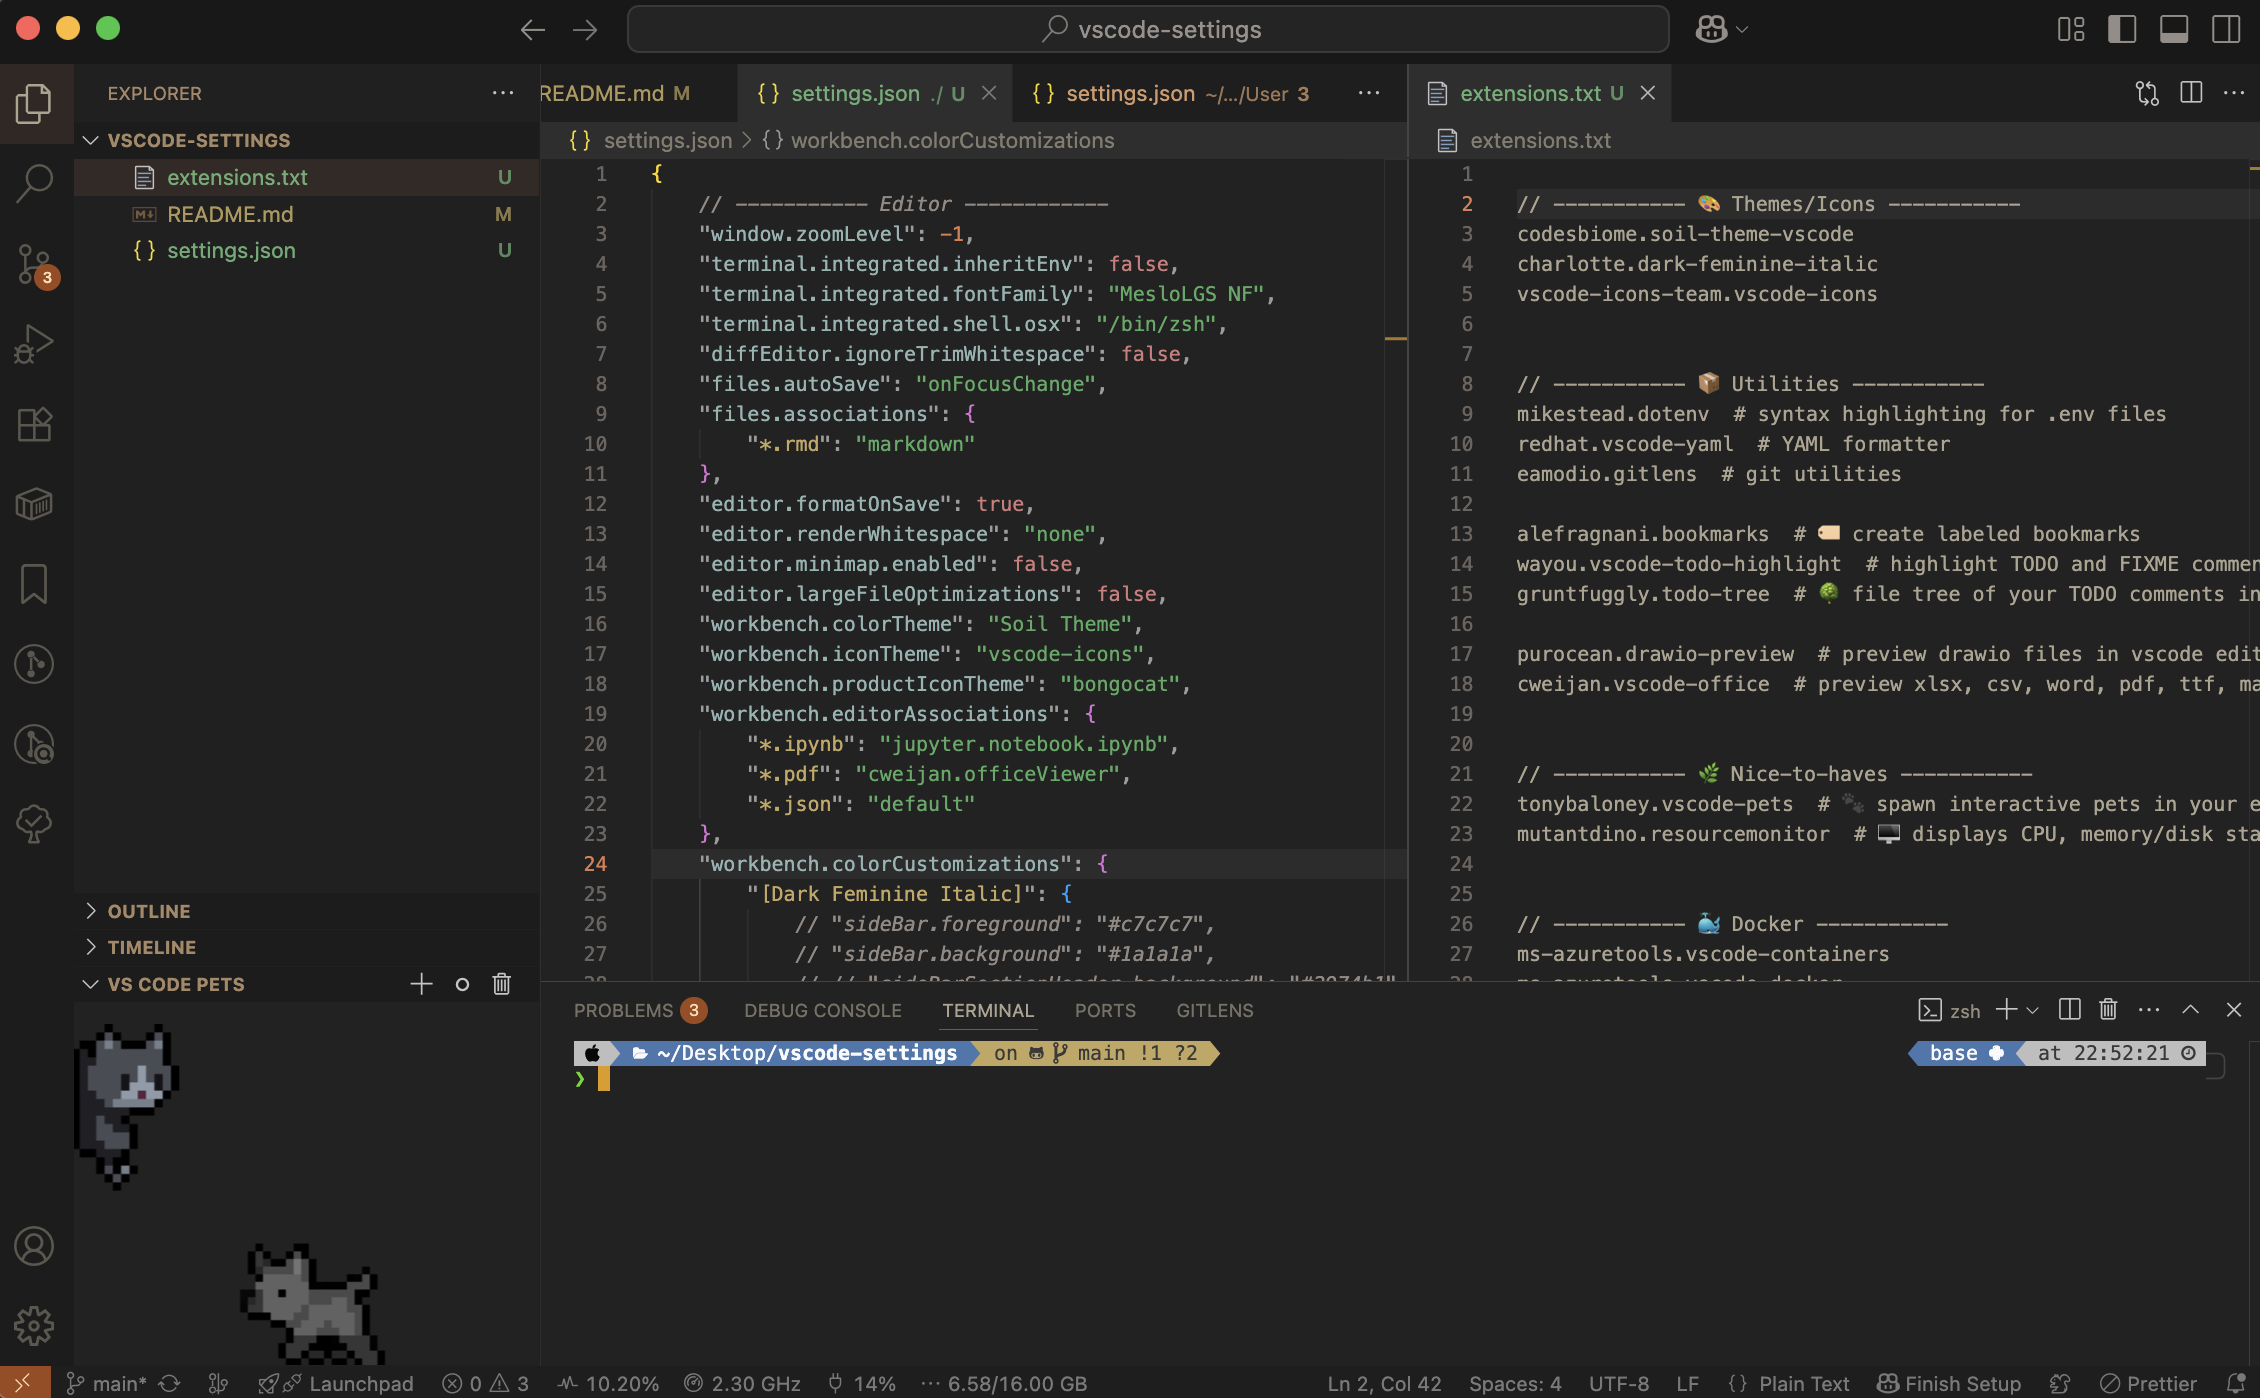 vscode-settings
EXPLORER
VSCODE-SETTINGS
extensions.txt U
README.md M
settings.json U
3
OUTLINE
TIMELINE
VS CODE PETS
README.md M
{} settings.json ./ U
{} settings.json ~/.../User 3
{} settings.json > {} workbench.colorCustomizations
1 {
2 // ----------- Editor ------------
3 "window.zoomLevel": -1,
4 "terminal.integrated.inheritEnv": false,
5 "terminal.integrated.fontFamily": "MesloLGS NF",
6 "terminal.integrated.shell.osx": "/bin/zsh",
7 "diffEditor.ignoreTrimWhitespace": false,
8 "files.autoSave": "onFocusChange",
9 "files.associations": {
10 "*.rmd": "markdown"
11 },
12 "editor.formatOnSave": true,
13 "editor.renderWhitespace": "none",
14 "editor.minimap.enabled": false,
15 "editor.largeFileOptimizations": false,
16 "workbench.colorTheme": "Soil Theme",
17 "workbench.iconTheme": "vscode-icons",
18 "workbench.productIconTheme": "bongocat",
19 "workbench.editorAssociations": {
20 "*.ipynb": "jupyter.notebook.ipynb",
21 "*.pdf": "cweijan.officeViewer",
22 "*.json": "default"
23 },
24 "workbench.colorCustomizations": {
25 "[Dark Feminine Italic]": {
26 // "sideBar.foreground": "#c7c7c7",
27 // "sideBar.background": "#1a1a1a",
extensions.txt U
extensions.txt
1
2 // ----------- 🎨 Themes/Icons -----------
3 codesbiome.soil-theme-vscode
4 charlotte.dark-feminine-italic
5 vscode-icons-team.vscode-icons
6
7
8 // ----------- 📦 Utilities -----------
9 mikestead.dotenv # syntax highlighting for .env files
10 redhat.vscode-yaml # YAML formatter
11 eamodio.gitlens # git utilities
12
13 alefragnani.bookmarks # 🏷️ create labeled bookmarks
14 wayou.vscode-todo-highlight # highlight TODO and FIXME commen
15 gruntfuggly.todo-tree # 🌳 file tree of your TODO comments in
16
17 purocean.drawio-preview # preview drawio files in vscode edit
18 cweijan.vscode-office # preview xlsx, csv, word, pdf, ttf, ma
19
20
21 // ----------- 🌿 Nice-to-haves -----------
22 tonybaloney.vscode-pets # 🐾 spawn interactive pets in your e
23 mutantdino.resourcemonitor # 🖥️ displays CPU, memory/disk sta
24
25
26 // ----------- 🐳 Docker -----------
27 ms-azuretools.vscode-containers
28 ms-azuretools.vscode-docker
PROBLEMS 3 DEBUG CONSOLE TERMINAL PORTS GITLENS
zsh
~/Desktop/vscode-settings on main !1 ?2
base at 22:52:21
❯
main* Launchpad 0 3 10.20% 2.30 GHz 14% ··· 6.58/16.00 GB
Ln 2, Col 42 Spaces: 4 UTF-8 LF {} Plain Text Finish Setup Prettier